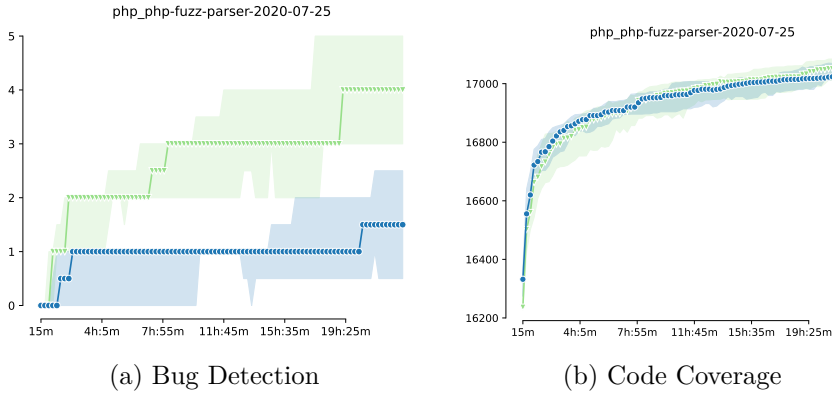 php_php-fuzz-parser-2020-07-25
5
4
3
2
1
0
15m 4h:5m 7h:55m 11h:45m 15h:35m 19h:25m
(a) Bug Detection
php_php-fuzz-parser-2020-07-25
17000
16800
16600
16400
16200
15m 4h:5m 7h:55m 11h:45m 15h:35m 19h:25m
(b) Code Coverage